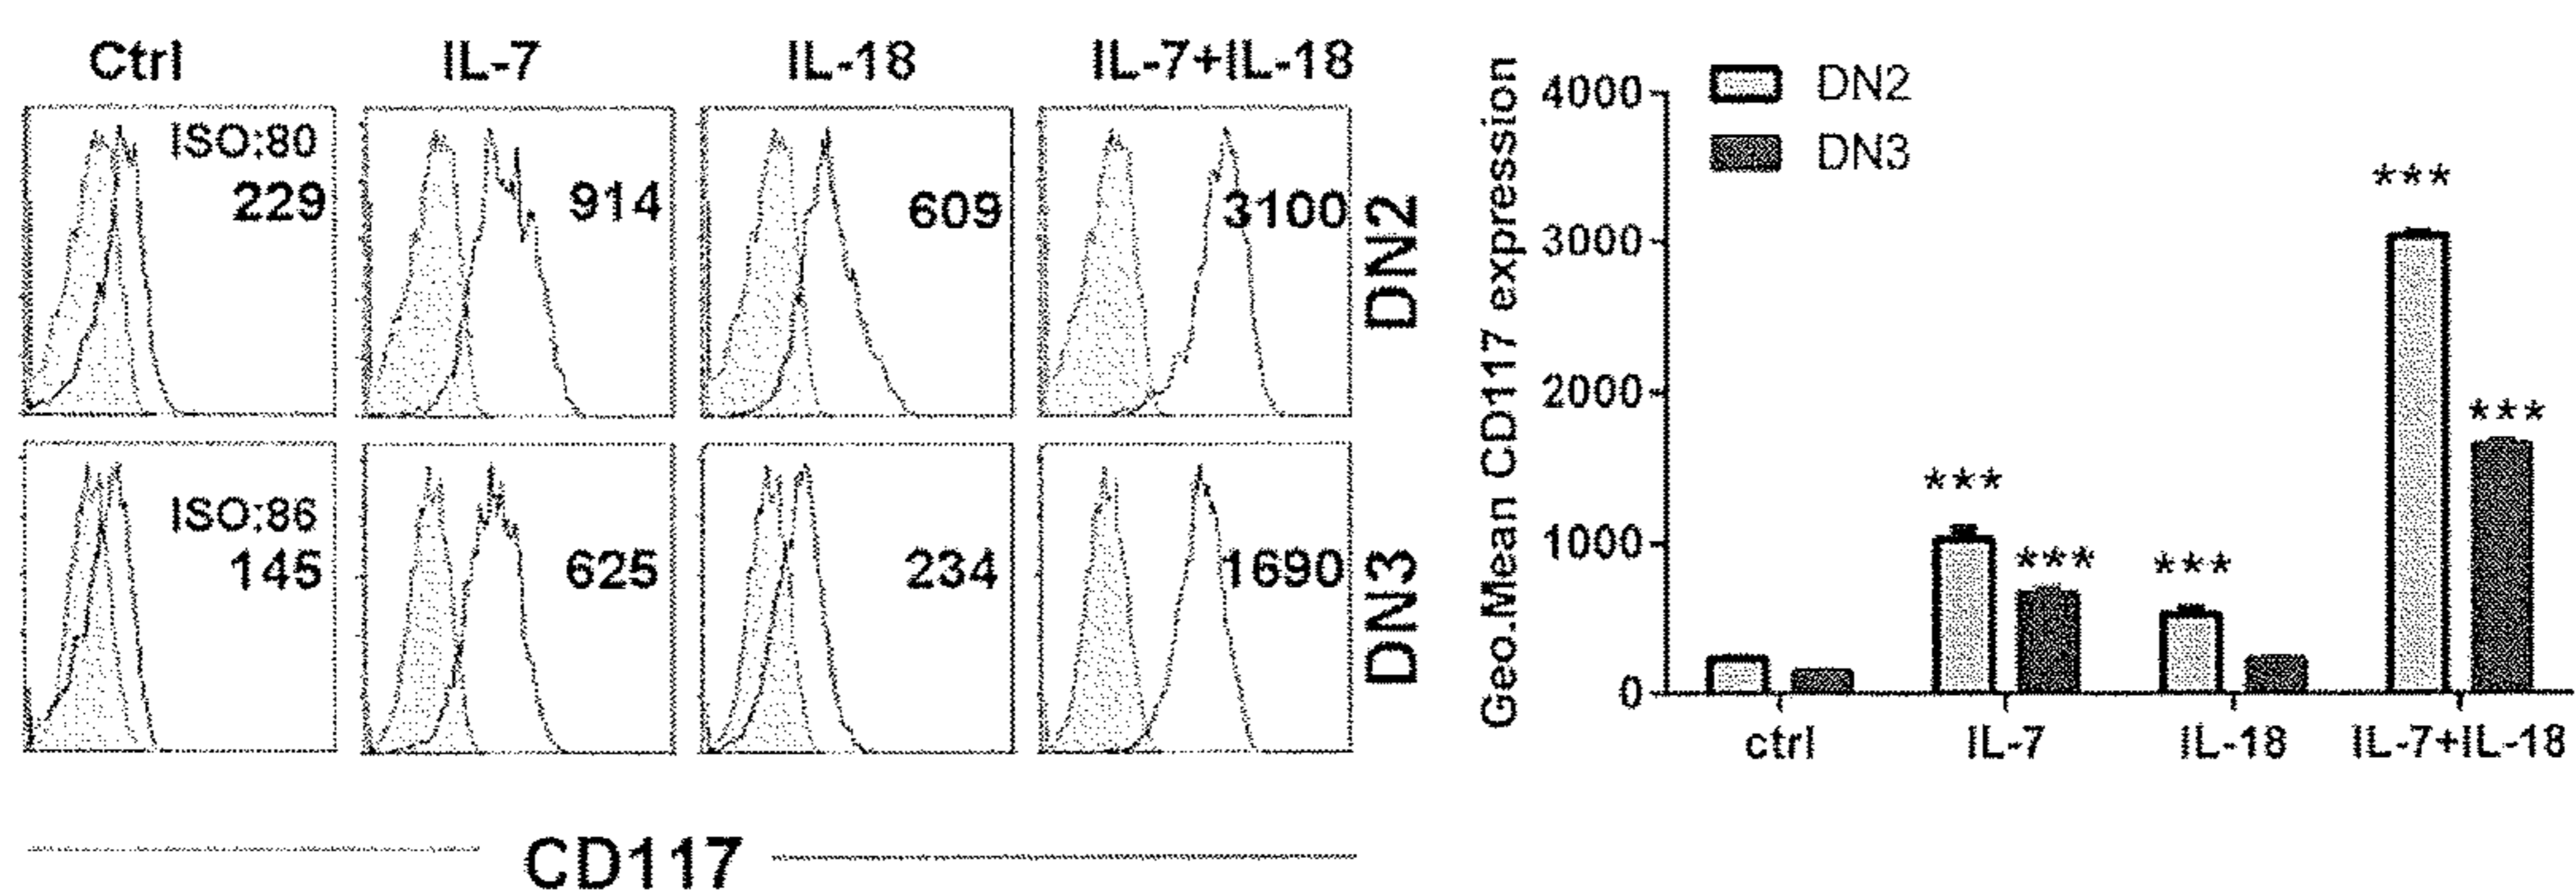 Ctrl IL-7 IL-18 IL-7+IL-18
ISO:80
229
914
609
3100
DN2
ISO:86
145
625
234
1690
DN3
CD117
Geo.Mean CD117 expression
4000
3000
2000
1000
0
DN2
DN3
***
***
***
***
***
ctrl IL-7 IL-18 IL-7+IL-18